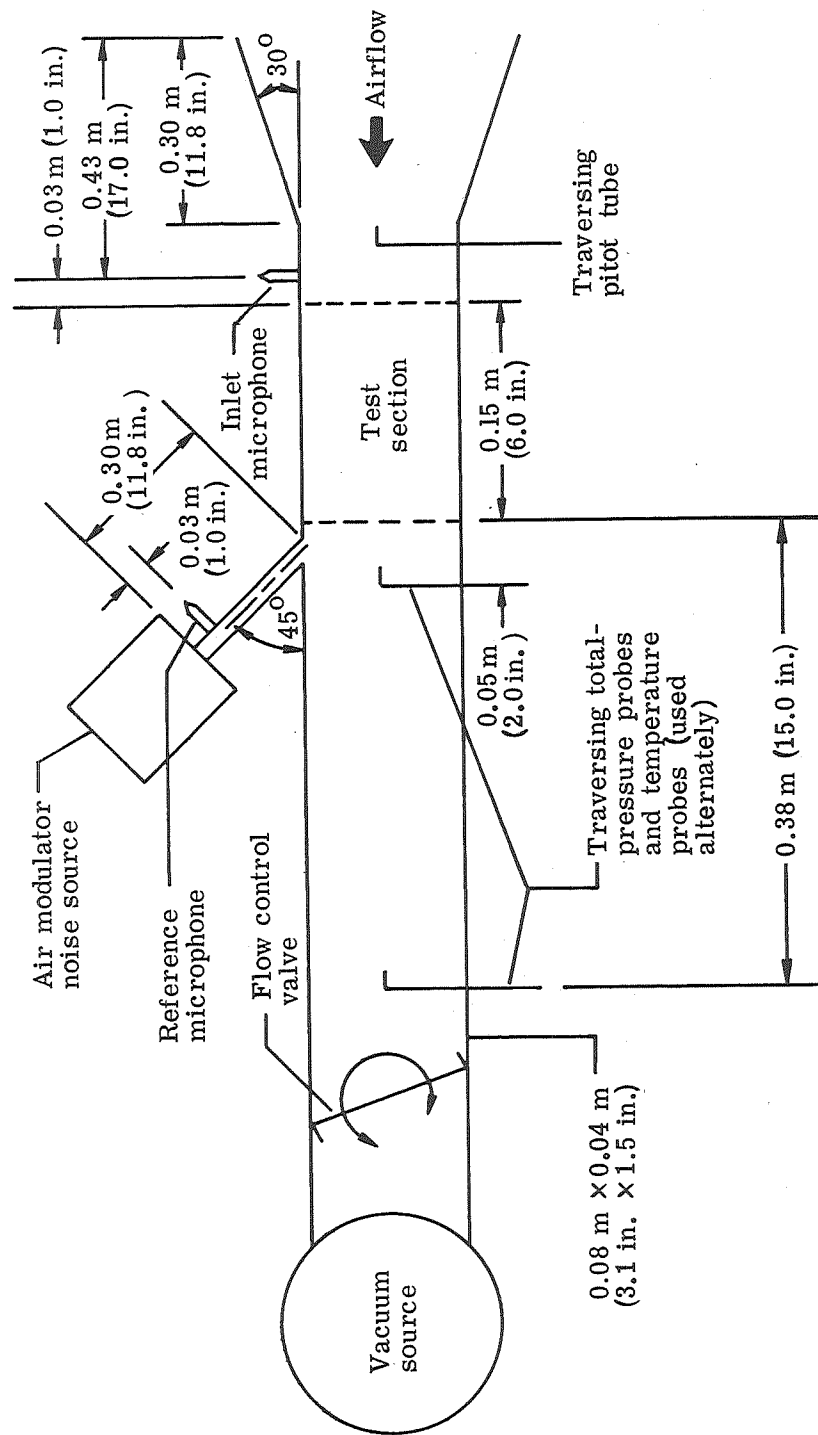 0.03 m (1.0 in.)
0.43 m
(17.0 in.)
0.30 m
(11.8 in.)
30°
Airflow
Inlet
microphone
Traversing
pitot tube
Test
section
0.15 m
(6.0 in.)
0.30 m
(11.8 in.)
0.03 m
(1.0 in.)
45°
Air modulator
noise source
Reference
microphone
Flow control
valve
0.05 m
(2.0 in.)
Traversing total-
pressure probes
and temperature
probes (used
alternately)
0.38 m (15.0 in.)
Vacuum
source
0.08 m ×0.04 m
(3.1 in. ×1.5 in.)